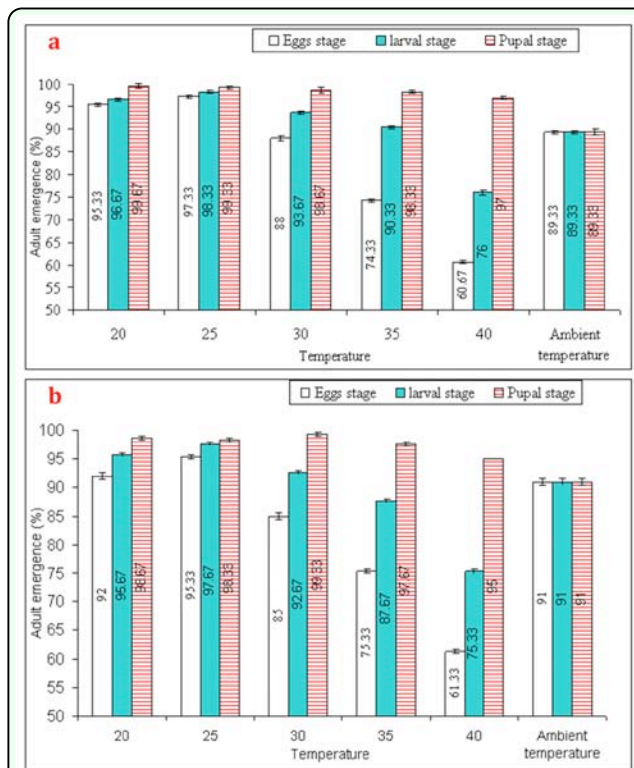 a
Eggs stage larval stage Pupal stage
Adult emergence (%)
100
95
90
85
80
75
70
65
60
55
50
95.33 96.67 99.67 97.33 98.33 99.33 88 93.67 98.67 74.33 90.33 98.33 60.67 76 97 89.33 89.33 89.33
20 25 30 35 40 Ambient
Temperature temperature
b
Eggs stage larval stage Pupal stage
Adult emergence (%)
100
95
90
85
80
75
70
65
60
55
50
92 95.67 98.67 95.33 97.67 98.33 85 92.67 99.33 75.33 87.67 97.67 61.33 75.33 95 91 91 91
20 25 30 35 40 Ambient
Temperature temperature